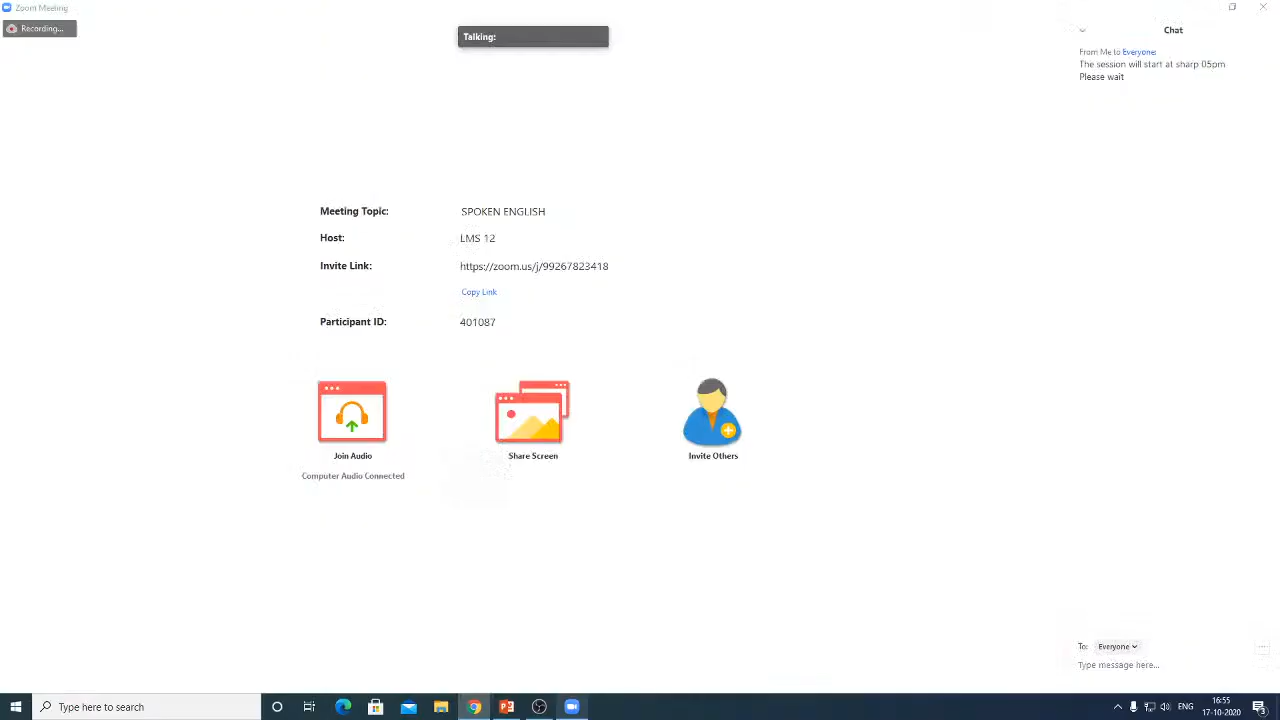 Zoom Meeting
Recording...
Talking:
Chat
From Me to Everyone:
The session will start at sharp 05pm
Please wait
Meeting Topic: SPOKEN ENGLISH
Host: LMS 12
Invite Link: https://zoom.us/j/99267823418
Copy Link
Participant ID: 401087
Join Audio
Share Screen
Invite Others
Computer Audio Connected
To: Everyone
Type message here...
Type here to search
ENG
16:55
17-10-2020